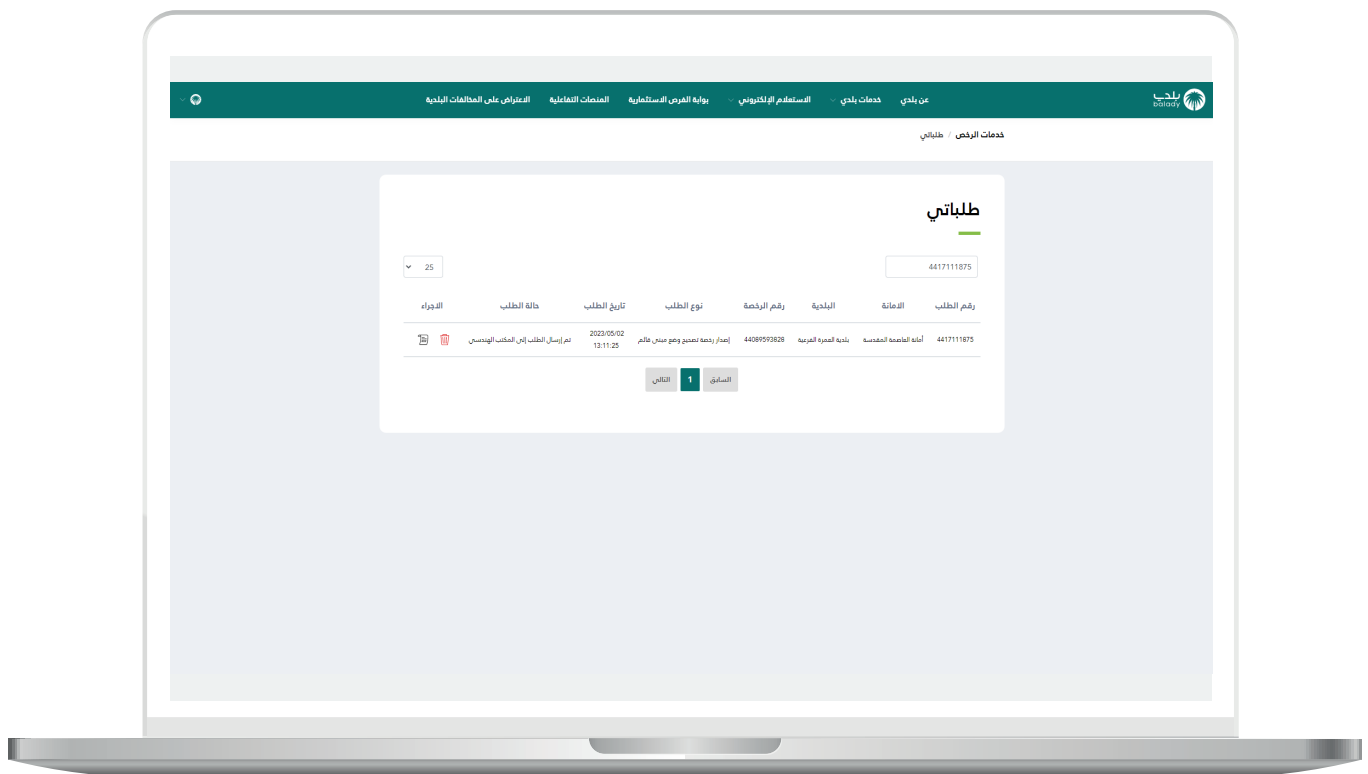 بلدي
balady
عن بلدي خدمات بلدي الاستعلام الإلكتروني بوابة الفرص الاستثمارية المنصات التفاعلية الاعتراض على المخالفات البلدية
خدمات الرخص / طلباتي
طلباتي
4417111875 25
رقم الطلب الامانة البلدية رقم الرخصة نوع الطلب تاريخ الطلب حالة الطلب الاجراء
4417111875 أمانة العاصمة المقدسة بلدية العمرة الفرعية 44089593828 إصدار رخصة تصحيح وضع مبنى قائم 2023/05/02 تم إرسال الطلب إلى المكتب الهندسي
13:11:25
السابق 1 التالي